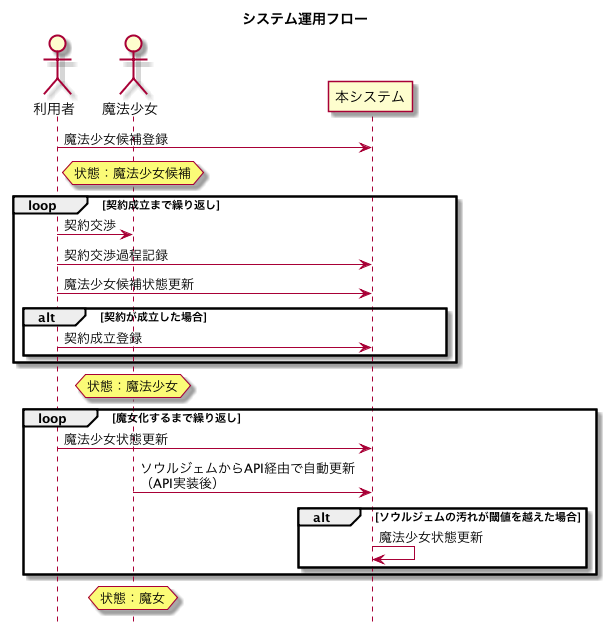 システム運用フロー
利用者
魔法少女
本システム
魔法少女候補登録
状態：魔法少女候補
loop [契約成立まで繰り返し]
契約交渉
契約交渉過程記録
魔法少女候補状態更新
alt [契約が成立した場合]
契約成立登録
状態：魔法少女
loop [魔女化するまで繰り返し]
魔法少女状態更新
ソウルジェムからAPI経由で自動更新
（API実装後）
alt [ソウルジェムの汚れが閾値を越えた場合]
魔法少女状態更新
状態：魔女